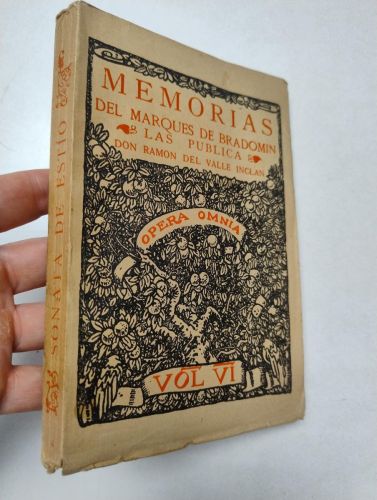 MEMORIAS
DEL MARQUES DE BRADOMIN
LAS PUBLICA
DON RAMON DEL VALLE INCLAN
OPERA OMNIA
VOL VI
SONATA DE ESTIO